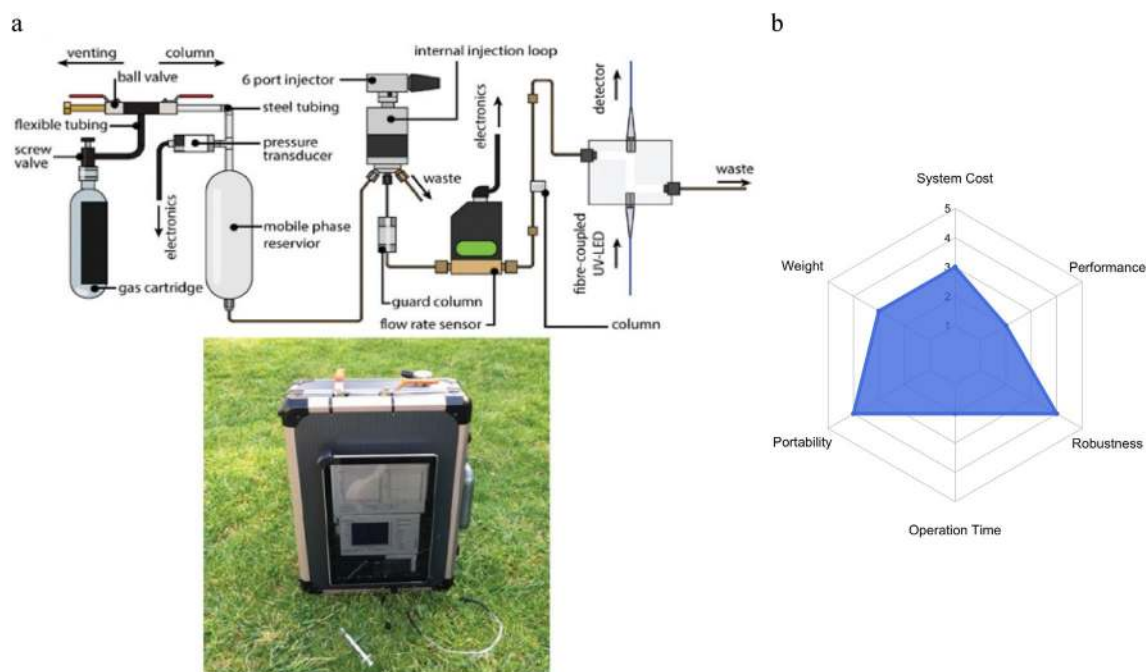 a
venting
column
ball valve
flexible tubing
screw
valve
gas cartridge
electronics
steel tubing
pressure
transducer
mobile phase
reservior
6 port injector
internal injection loop
waste
guard column
flow rate sensor
electronics
column
detector
fibre-coupled
UV-LED
waste
b
System Cost
5
4
3
2
1
Performance
Robustness
Operation Time
Portability
Weight